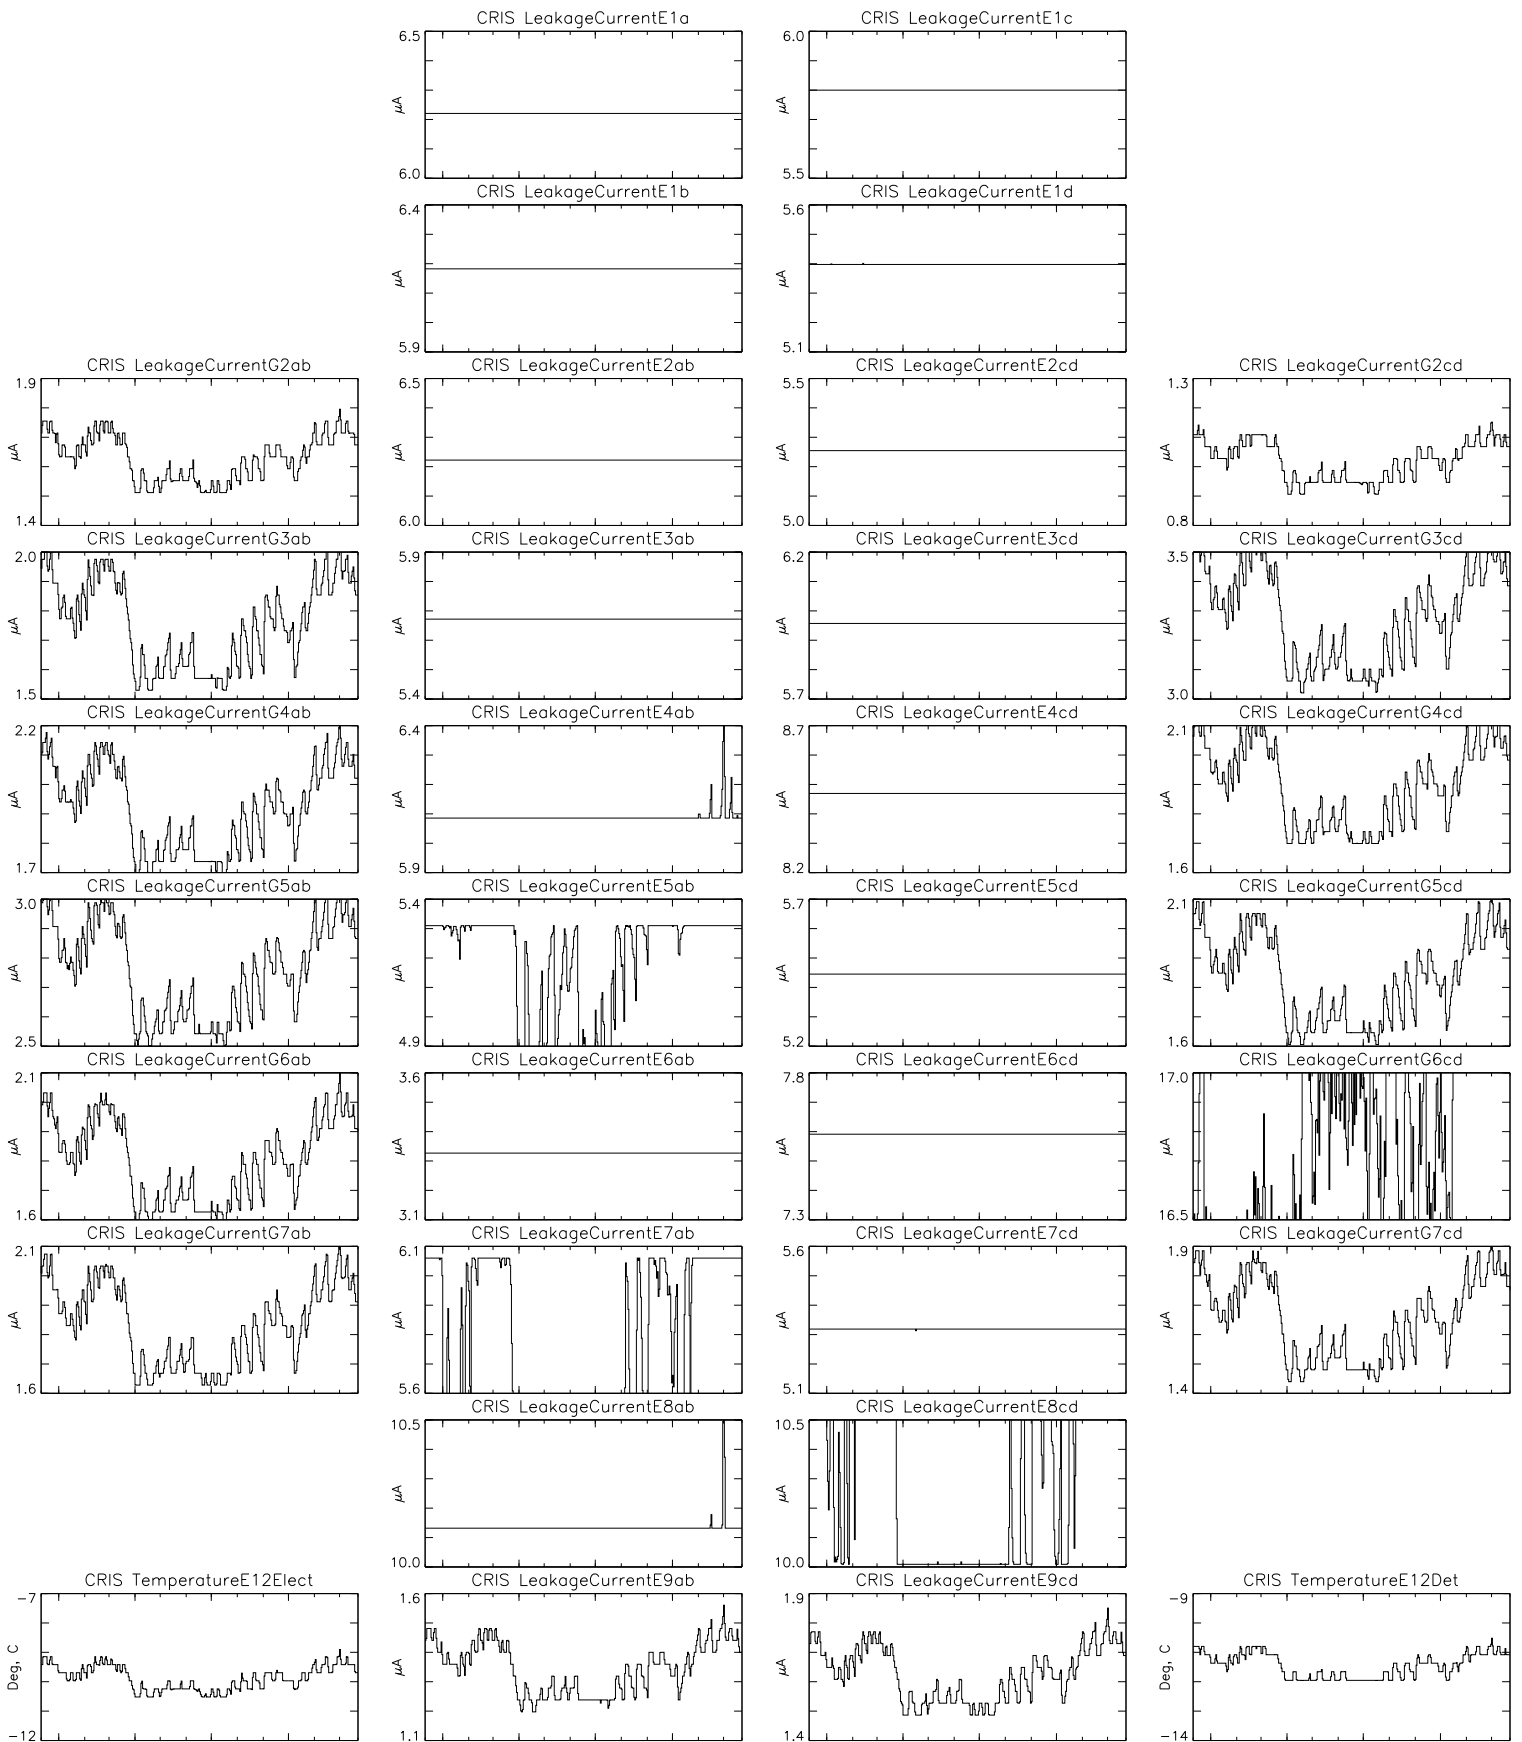 CRIS LeakageCurrentE1a
6.5
μA
6.0
CRIS LeakageCurrentE1c
6.0
μA
5.5
CRIS LeakageCurrentE1b
6.4
μA
5.9
CRIS LeakageCurrentE1d
5.6
μA
5.1
CRIS LeakageCurrentG2ab
1.9
μA
1.4
CRIS LeakageCurrentE2ab
6.5
μA
6.0
CRIS LeakageCurrentE2cd
5.5
μA
5.0
CRIS LeakageCurrentG2cd
1.3
μA
0.8
CRIS LeakageCurrentG3ab
2.0
μA
1.5
CRIS LeakageCurrentE3ab
5.9
μA
5.4
CRIS LeakageCurrentE3cd
6.2
μA
5.7
CRIS LeakageCurrentG3cd
3.5
μA
3.0
CRIS LeakageCurrentG4ab
2.2
μA
1.7
CRIS LeakageCurrentE4ab
6.4
μA
5.9
CRIS LeakageCurrentE4cd
8.7
μA
8.2
CRIS LeakageCurrentG4cd
2.1
μA
1.6
CRIS LeakageCurrentG5ab
3.0
μA
2.5
CRIS LeakageCurrentE5ab
5.4
μA
4.9
CRIS LeakageCurrentE5cd
5.7
μA
5.2
CRIS LeakageCurrentG5cd
2.1
μA
1.6
CRIS LeakageCurrentG6ab
2.1
μA
1.6
CRIS LeakageCurrentE6ab
3.6
μA
3.1
CRIS LeakageCurrentE6cd
7.8
μA
7.3
CRIS LeakageCurrentG6cd
17.0
μA
16.5
CRIS LeakageCurrentG7ab
2.1
μA
1.6
CRIS LeakageCurrentE7ab
6.1
μA
5.6
CRIS LeakageCurrentE7cd
5.6
μA
5.1
CRIS LeakageCurrentG7cd
1.9
μA
1.4
CRIS LeakageCurrentE8ab
10.5
μA
10.0
CRIS LeakageCurrentE8cd
10.5
μA
10.0
CRIS TemperatureE12Elect
-7
Deg, C
-12
CRIS LeakageCurrentE9ab
1.6
μA
1.1
CRIS LeakageCurrentE9cd
1.9
μA
1.4
CRIS TemperatureE12Det
-9
Deg, C
-14